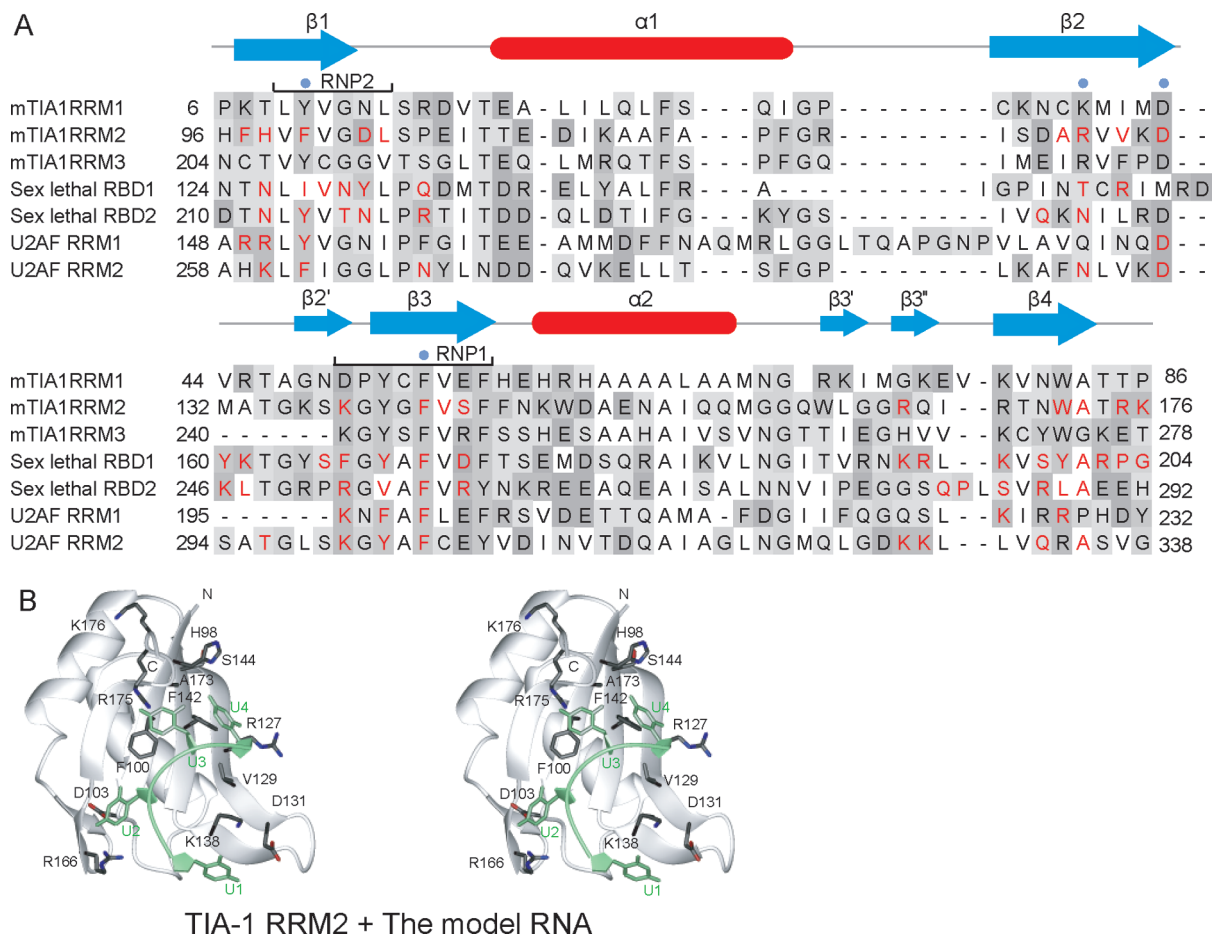 A
β1 α1 β2
RNP2
mTIA1RRM1 6 P K T L Y V G N L S R D V T E A - L I L Q L F S - - - Q I G P - - - - - - - C K N C K M I M D - -
mTIA1RRM2 96 H F H V F V G D L S P E I T T E - D I K A A F A - - - P F G R - - - - - - - I S D A R V V K D - -
mTIA1RRM3 204 N C T V Y C G G V T S G L T E Q - L M R Q T F S - - - P F G Q - - - - - - - I M E I R V F P D - -
Sex lethal RBD1 124 N T N L I V N Y L P Q D M T D R - E L Y A L F R - - - A - - - - - - - - - I G P I N T C R I M R D
Sex lethal RBD2 210 D T N L Y V T N L P R T I T D D - Q L D T I F G - - - K Y G S - - - - - - - I V Q K N I L R D - -
U2AF RRM1 148 A R R L Y V G N I P F G I T E E - A M M D F F N A Q M R L G G L T Q A P G N P V L A V Q I N Q D - -
U2AF RRM2 258 A H K L F I G G L P N Y L N D D - Q V K E L L T - - - S F G P - - - - - - - L K A F N L V K D - -
β2' β3 α2 β3' β3" β4
RNP1
mTIA1RRM1 44 V R T A G N D P Y C F V E F H E H R H A A A A L A A M N G R K I M G K E V - K V N W A T T P 86
mTIA1RRM2 132 M A T G K S K G Y G F V S F F N K W D A E N A I Q Q M G G Q W L G G R Q I - - R T N W A T R K 176
mTIA1RRM3 240 - - - - - - K G Y S F V R F S S H E S A A H A I V S V N G T T I E G H V V - K C Y W G K E T 278
Sex lethal RBD1 160 Y K T G Y S F G Y A F V D F T S E M D S Q R A I K V L N G I T V R N K R L - K V S Y A R P G 204
Sex lethal RBD2 246 K L T G R P R G V A F V R Y N K R E E A Q E A I S A L N N V I P E G G S Q P L S V R L A E E H 292
U2AF RRM1 195 - - - - - - K N F A F L E F R S V D E T T Q A M A - F D G I I F Q G Q S L - K I R R P H D Y 232
U2AF RRM2 294 S A T G L S K G Y A F C E Y V D I N V T D Q A I A G L N G M Q L G D K K L - L V Q R A S V G 338
B
N
K176 H98
S144
C
A173
R175 F142
U4
R127
U3
F100
V129
D103 D131
U2
K138
R166
U1
N
K176 H98
S144
C
A173
R175 F142
U4
R127
U3
F100
V129
D103 D131
U2
K138
R166
U1
TIA-1 RRM2 + The model RNA